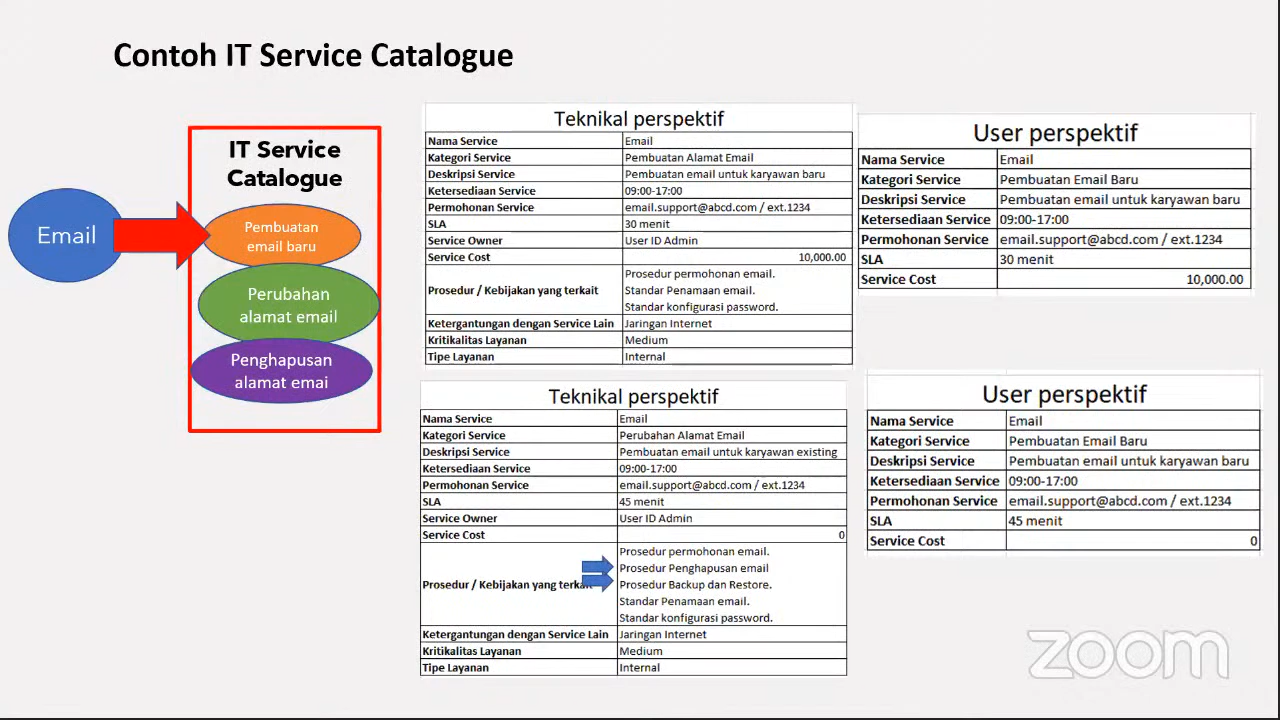 Contoh IT Service Catalogue
IT Service
Catalogue
Email
Pembuatan
email baru
Perubahan
alamat email
Penghapusan
alamat emai
Teknikal perspektif
Nama Service Email
Kategori Service Pembuatan Alamat Email
Deskripsi Service Pembuatan email untuk karyawan baru
Ketersediaan Service 09:00-17:00
Permohonan Service email.support@abcd.com / ext.1234
SLA 30 menit
Service Owner User ID Admin
Service Cost 10,000.00
Prosedur permohonan email.
Prosedur / Kebijakan yang terkait Standar Penamaan email.
Standar konfigurasi password.
Ketergantungan dengan Service Lain Jaringan Internet
Kritikalitas Layanan Medium
Tipe Layanan Internal
User perspektif
Nama Service Email
Kategori Service Pembuatan Email Baru
Deskripsi Service Pembuatan email untuk karyawan baru
Ketersediaan Service 09:00-17:00
Permohonan Service email.support@abcd.com / ext.1234
SLA 30 menit
Service Cost 10,000.00
Teknikal perspektif
Nama Service Email
Kategori Service Perubahan Alamat Email
Deskripsi Service Pembuatan email untuk karyawan existing
Ketersediaan Service 09:00-17:00
Permohonan Service email.support@abcd.com / ext.1234
SLA 45 menit
Service Owner User ID Admin
Service Cost 0
Prosedur permohonan email.
Prosedur Penghapusan email
Prosedur / Kebijakan yang terkait Prosedur Backup dan Restore.
Standar Penamaan email.
Standar konfigurasi password.
Ketergantungan dengan Service Lain Jaringan Internet
Kritikalitas Layanan Medium
Tipe Layanan Internal
User perspektif
Nama Service Email
Kategori Service Pembuatan Email Baru
Deskripsi Service Pembuatan email untuk karyawan baru
Ketersediaan Service 09:00-17:00
Permohonan Service email.support@abcd.com / ext.1234
SLA 45 menit
Service Cost 0
zoom